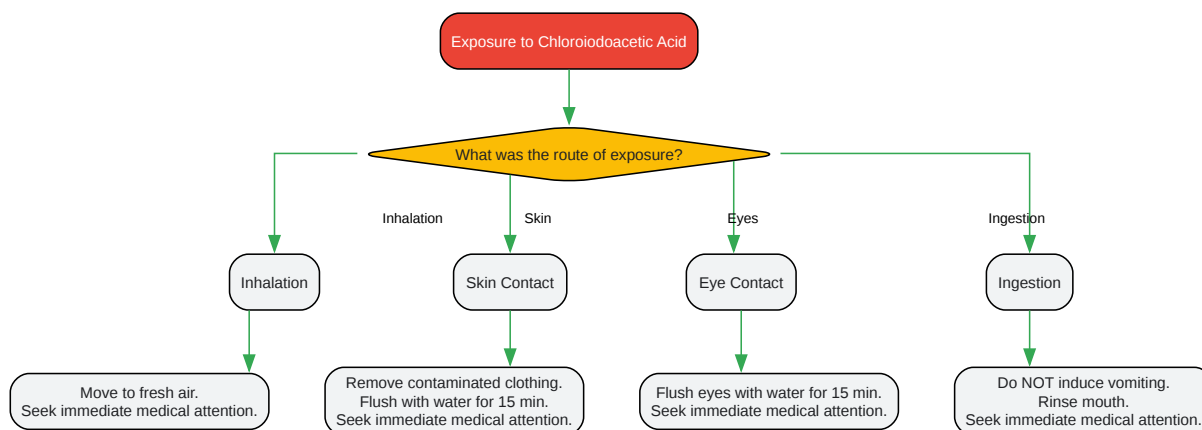 Exposure to Chloroiodoacetic Acid
What was the route of exposure?
Inhalation
Skin
Eyes
Ingestion
Inhalation
Skin Contact
Eye Contact
Ingestion
Move to fresh air.
Seek immediate medical attention.
Remove contaminated clothing.
Flush with water for 15 min.
Seek immediate medical attention.
Flush eyes with water for 15 min.
Seek immediate medical attention.
Do NOT induce vomiting.
Rinse mouth.
Seek immediate medical attention.